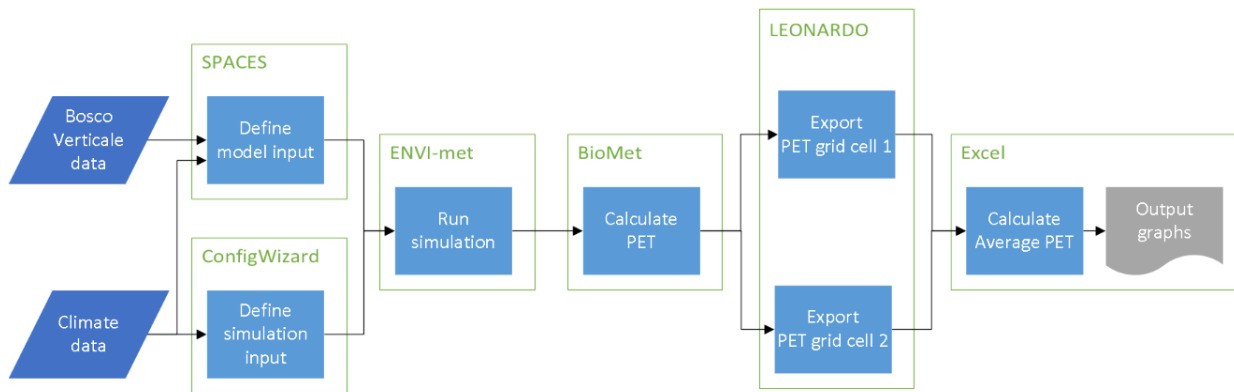 SPACES
Bosco
Verticale
data
Define
model input
ConfigWizard
Climate
data
Define
simulation
input
ENVI-met
Run
simulation
BioMet
Calculate
PET
LEONARDO
Export
PET grid cell 1
Export
PET grid cell 2
Excel
Calculate
Average PET
Output
graphs